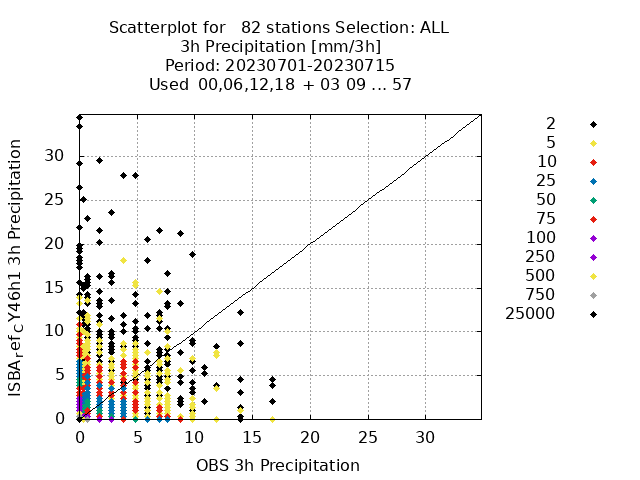 Scatterplot for 82 stations Selection: ALL
3h Precipitation [mm/3h]
Period: 20230701-20230715
Used 00,06,12,18 + 03 09 ... 57
ISBA_ref_CY46h1 3h Precipitation
30
25
20
15
10
5
0
0 5 10 15 20 25 30
OBS 3h Precipitation
2
5
10
25
50
75
100
250
500
750
25000